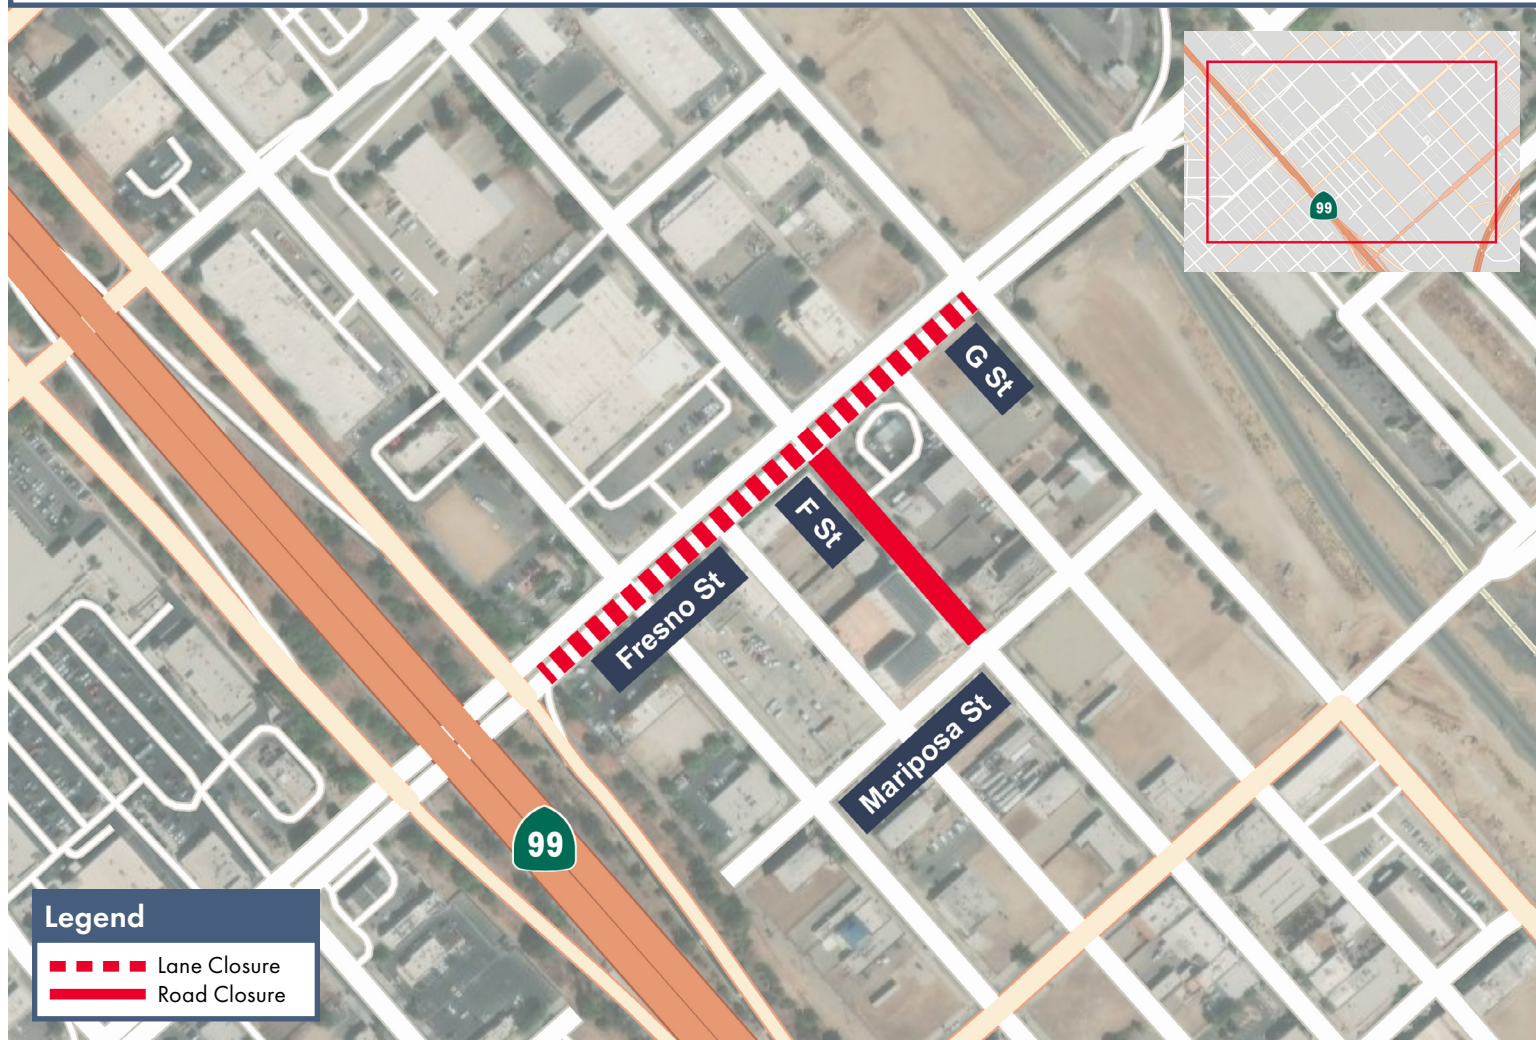 99
G St
F St
Fresno St
Mariposa St
99
Legend
Lane Closure
Road Closure